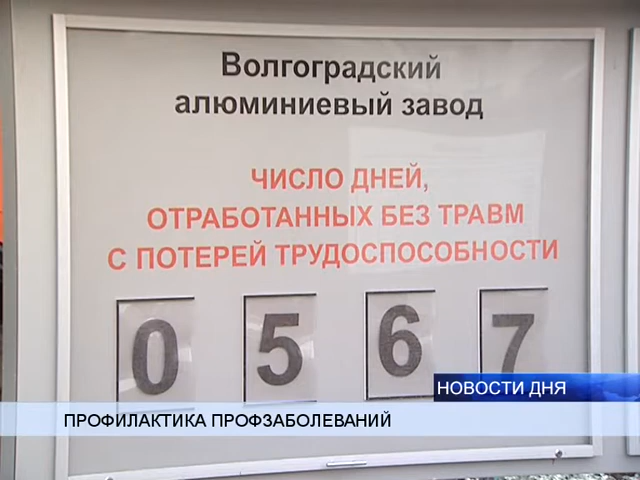 Волгоградский
алюминиевый завод
ЧИСЛО ДНЕЙ,
ОТРАБОТАННЫХ БЕЗ ТРАВМ
С ПОТЕРЕЙ ТРУДОСПОСОБНОСТИ
0 5 6 7
НОВОСТИ ДНЯ
ПРОФИЛАКТИКА ПРОФЗАБОЛЕВАНИЙ